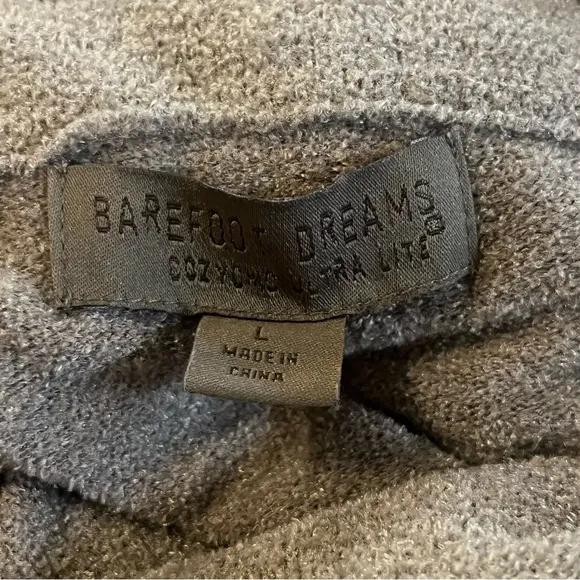 BAREFOOT DREAMS®
COZYCHIC ULTRA LITE®
L
MADE IN
CHINA